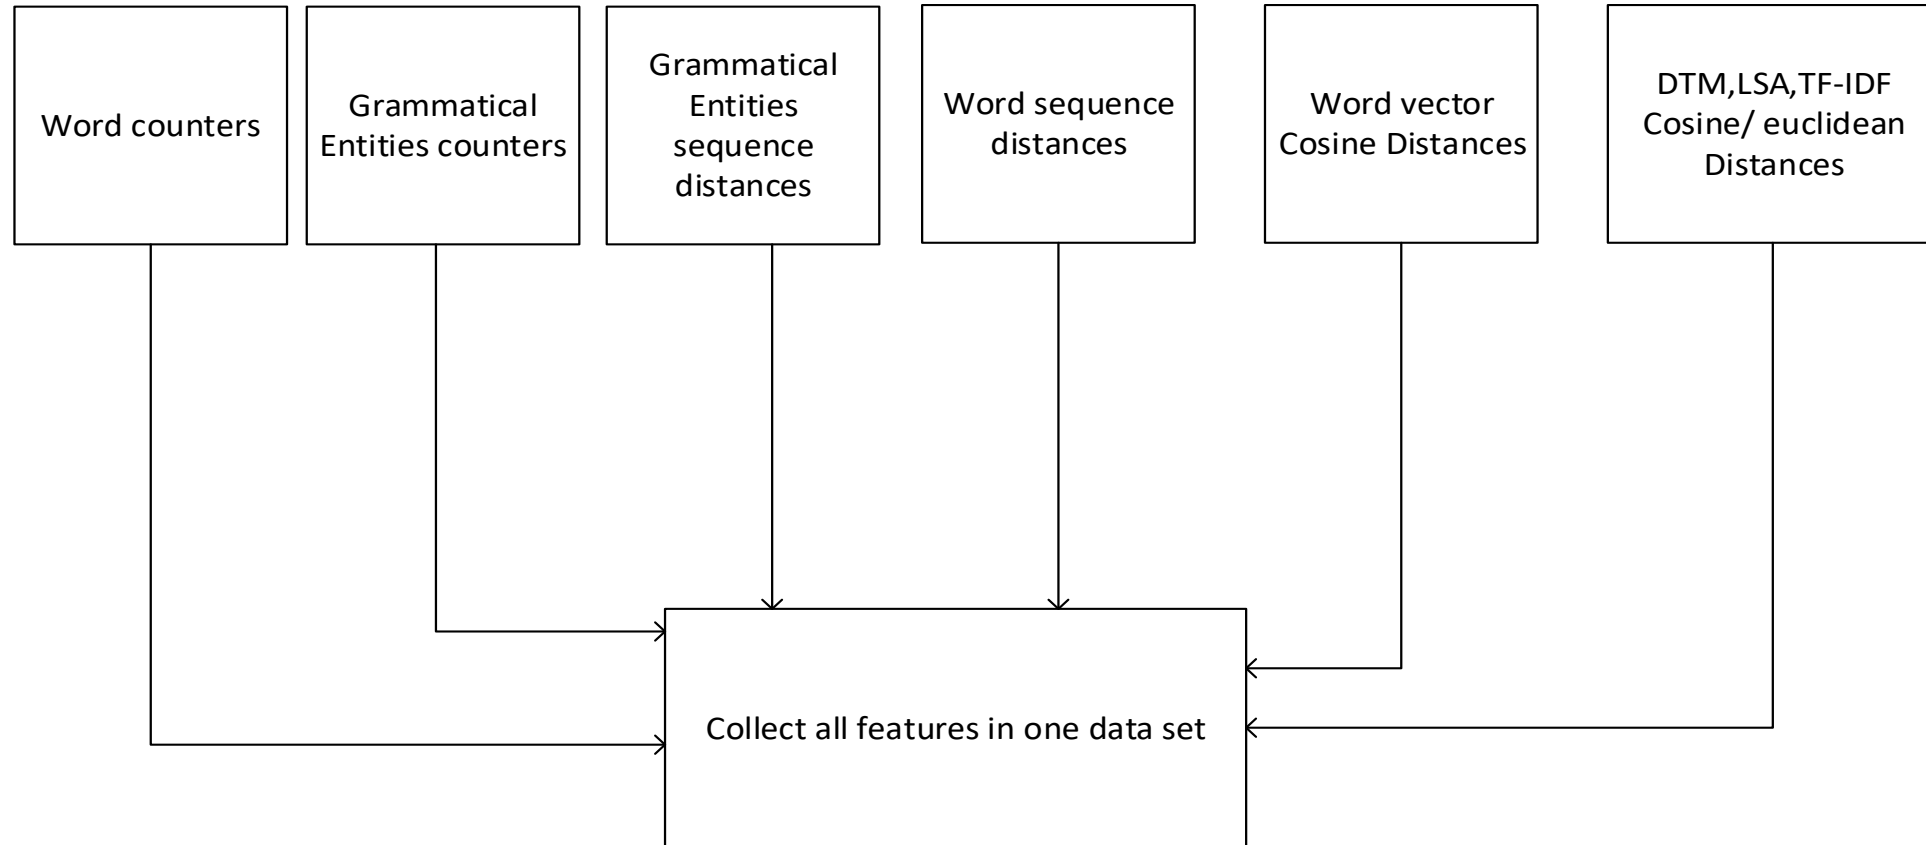 Word counters
Grammatical
Entities counters
Grammatical
Entities
sequence
distances
Word sequence
distances
Word vector
Cosine Distances
DTM,LSA,TF-IDF
Cosine/ euclidean
Distances
Collect all features in one data set